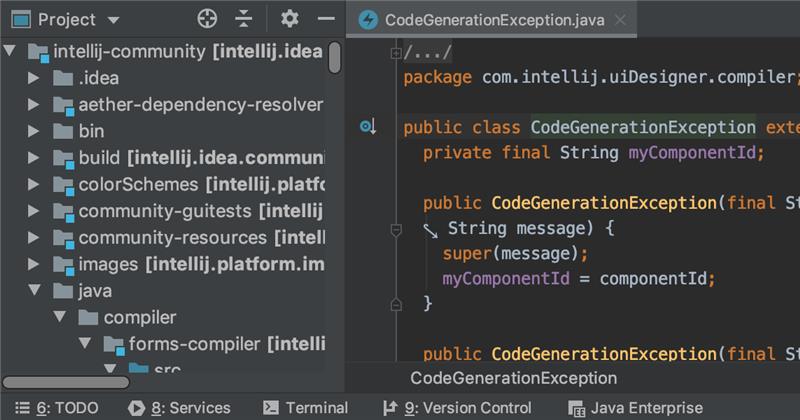 Project
CodeGenerationException.java
intellij-community [intellij.idea
.idea
aether-dependency-resolver
bin
build [intellij.idea.commun
colorSchemes [intellij.platfo
community-guitests [intellij
community-resources [intellij
images [intellij.platform.im
java
compiler
forms-compiler [intelli
src
/.../
package com.intellij.uiDesigner.compiler;
public class CodeGenerationException exte
private final String myComponentId;
public CodeGenerationException(final St
String message) {
super(message);
myComponentId = componentId;
}
public CodeGenerationException(final St
CodeGenerationException
6: TODO
8: Services
Terminal
9: Version Control
Java Enterprise